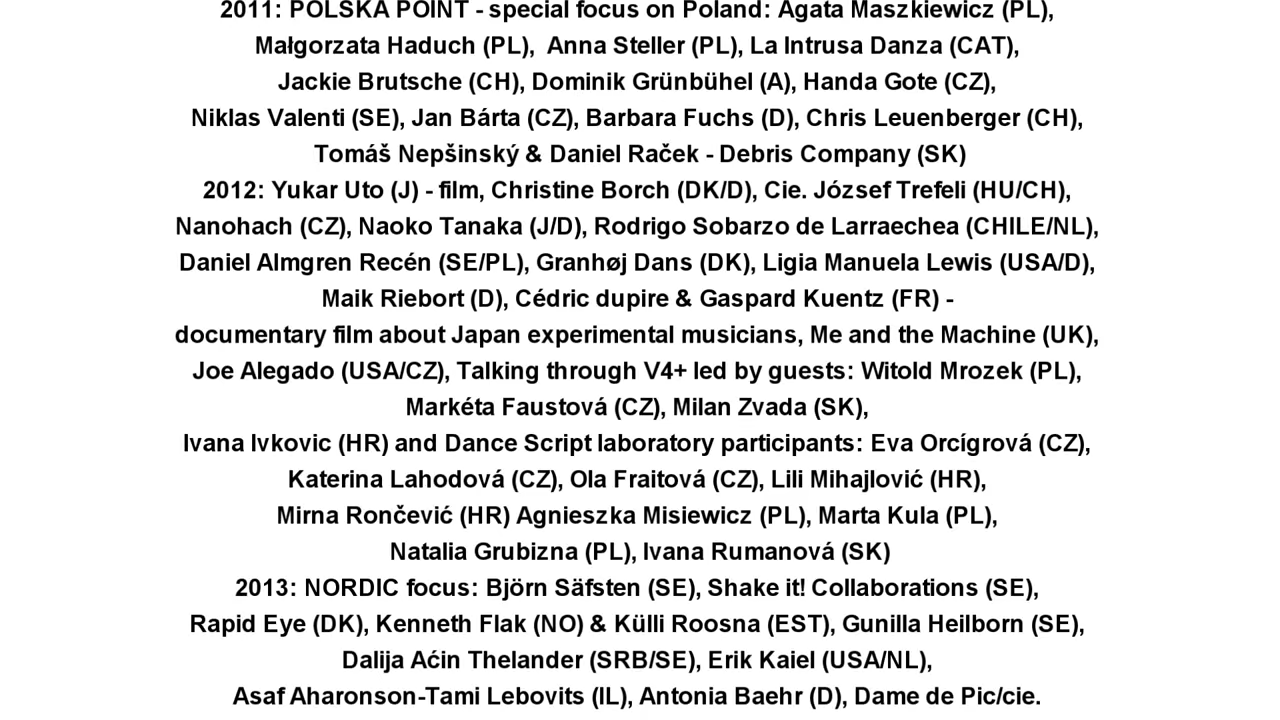 2011: POLSKA POINT - special focus on Poland: Agata Maszkiewicz (PL),
Małgorzata Haduch (PL),  Anna Steller (PL), La Intrusa Danza (CAT),
Jackie Brutsche (CH), Dominik Grünbühel (A), Handa Gote (CZ),
Niklas Valenti (SE), Jan Bárta (CZ), Barbara Fuchs (D), Chris Leuenberger (CH),
Tomáš Nepšinský & Daniel Raček - Debris Company (SK)
2012: Yukar Uto (J) - film, Christine Borch (DK/D), Cie. József Trefeli (HU/CH),
Nanohach (CZ), Naoko Tanaka (J/D), Rodrigo Sobarzo de Larraechea (CHILE/NL),
Daniel Almgren Recén (SE/PL), Granhøj Dans (DK), Ligia Manuela Lewis (USA/D),
Maik Riebort (D), Cédric dupire & Gaspard Kuentz (FR) -
documentary film about Japan experimental musicians, Me and the Machine (UK),
Joe Alegado (USA/CZ), Talking through V4+ led by guests: Witold Mrozek (PL),
Markéta Faustová (CZ), Milan Zvada (SK),
Ivana Ivkovic (HR) and Dance Script laboratory participants: Eva Orcígrová (CZ),
Katerina Lahodová (CZ), Ola Fraitová (CZ), Lili Mihajlović (HR),
Mirna Rončević (HR) Agnieszka Misiewicz (PL), Marta Kula (PL),
Natalia Grubizna (PL), Ivana Rumanová (SK)
2013: NORDIC focus: Björn Säfsten (SE), Shake it! Collaborations (SE),
Rapid Eye (DK), Kenneth Flak (NO) & Külli Roosna (EST), Gunilla Heilborn (SE),
Dalija Aćin Thelander (SRB/SE), Erik Kaiel (USA/NL),
Asaf Aharonson-Tami Lebovits (IL), Antonia Baehr (D), Dame de Pic/cie.